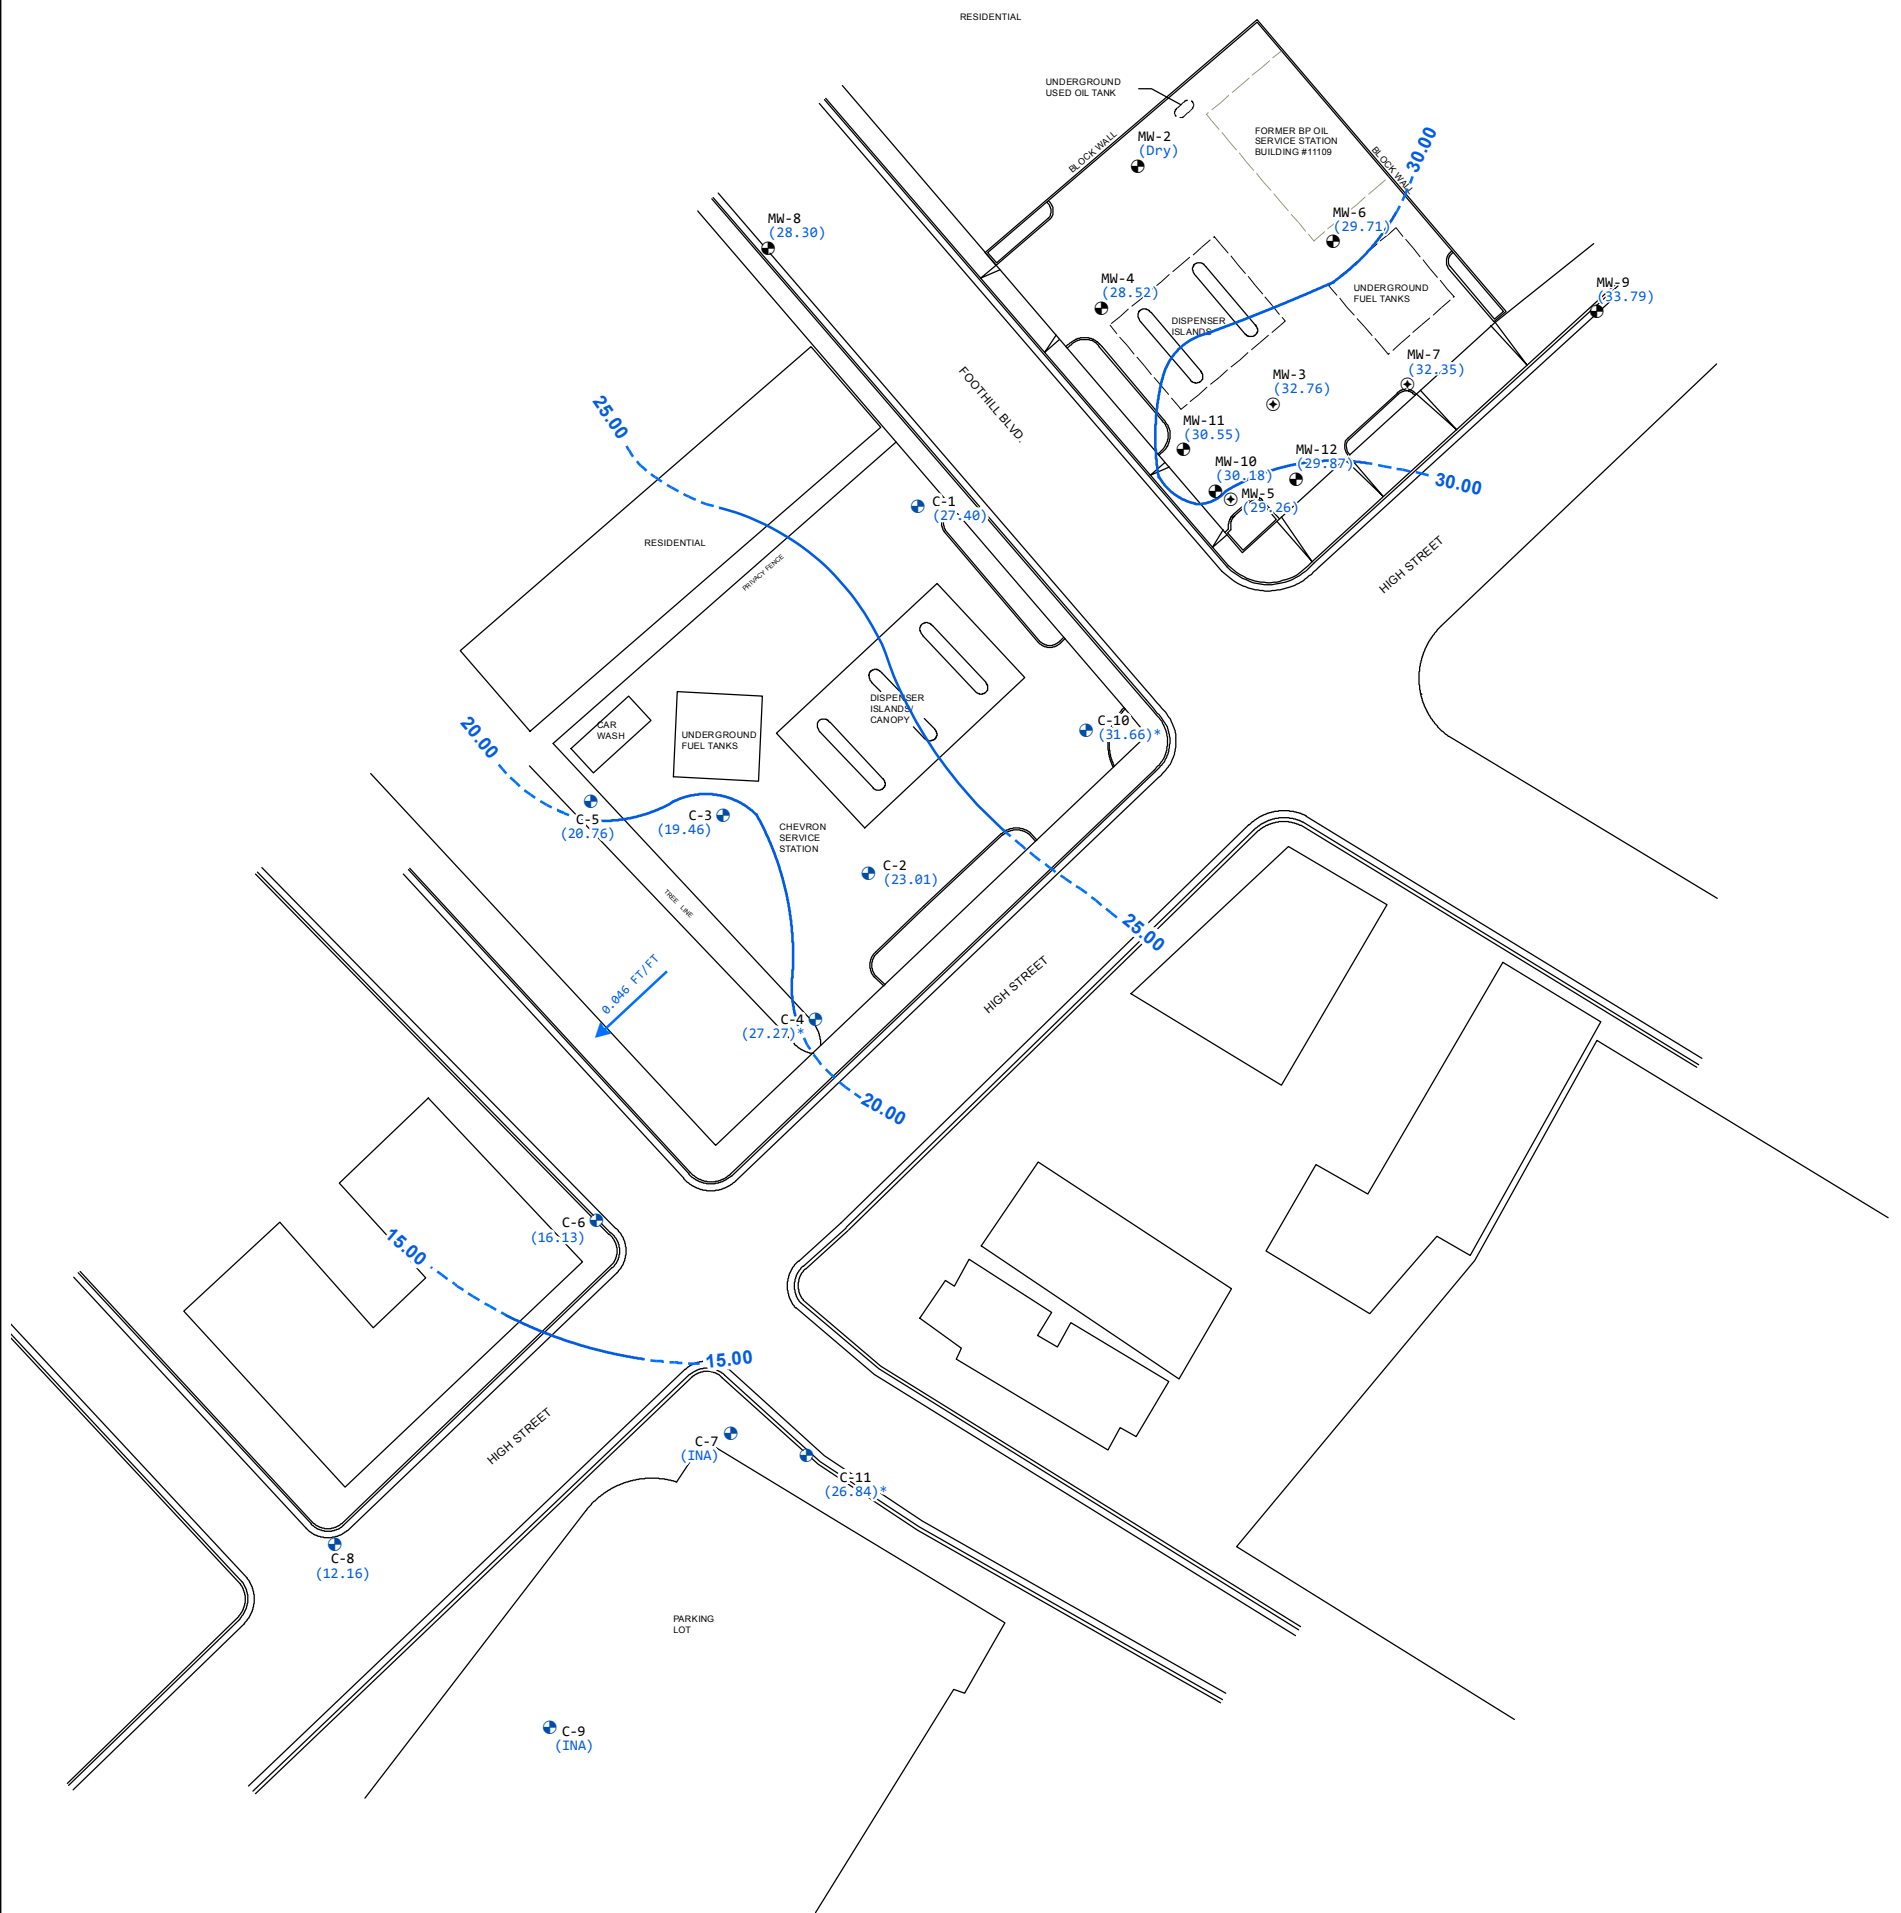 RESIDENTIAL
UNDERGROUND
USED OIL TANK
BLOCK WALL
MW-2
(Dry)
FORMER BP OIL
SERVICE STATION
BUILDING #11109
BLOCK WALL
30.00
MW-8
(28.30)
MW-6
(29.71)
MW-4
(28.52)
UNDERGROUND
FUEL TANKS
MW-9
(33.79)
DISPENSER
ISLANDS
MW-7
(32.35)
MW-3
(32.76)
FOOTHILL BLVD.
25.00
MW-11
(30.55)
MW-12
(29.87)
MW-10
(30.18)
MW-5
(29.26)
30.00
C-1
(27.40)
RESIDENTIAL
PRIVACY FENCE
HIGH STREET
DISPENSER
ISLANDS/
CANOPY
C-10
(31.66)*
CAR
WASH
UNDERGROUND
FUEL TANKS
20.00
C-5
(20.76)
C-3
(19.46)
CHEVRON
SERVICE
STATION
C-2
(23.01)
TREE LINE
25.00
HIGH STREET
0.046 FT/FT
C-4
(27.27)*
20.00
C-6
(16.13)
15.00
15.00
HIGH STREET
C-7
(INA)
C-11
(26.84)*
C-8
(12.16)
PARKING
LOT
C-9
(INA)